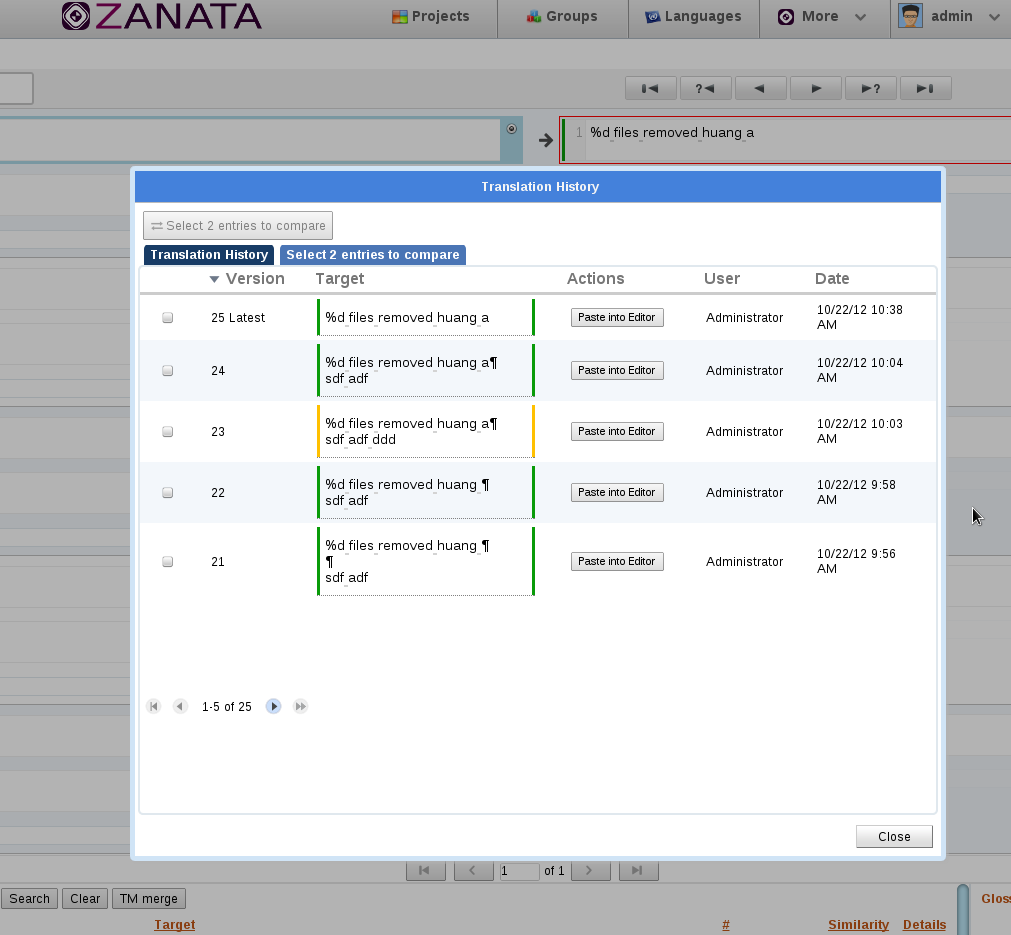 ZANATA
Projects
Groups
Languages
More
admin
?
?
1 %d files removed huang a
Translation History
Select 2 entries to compare
Translation History
Select 2 entries to compare
Version Target Actions User Date
25 Latest %d files removed huang a Paste into Editor Administrator 10/22/12 10:38
AM
24 %d files removed huang a¶ Paste into Editor Administrator 10/22/12 10:04
sdf adf AM
23 %d files removed huang a¶ Paste into Editor Administrator 10/22/12 10:03
sdf adf ddd AM
22 %d files removed huang ¶ Paste into Editor Administrator 10/22/12 9:58
sdf adf AM
21 %d files removed huang ¶ Paste into Editor Administrator 10/22/12 9:56
¶ AM
sdf adf
1-5 of 25
Close
1 of 1
Search Clear TM merge
Target # Similarity Details